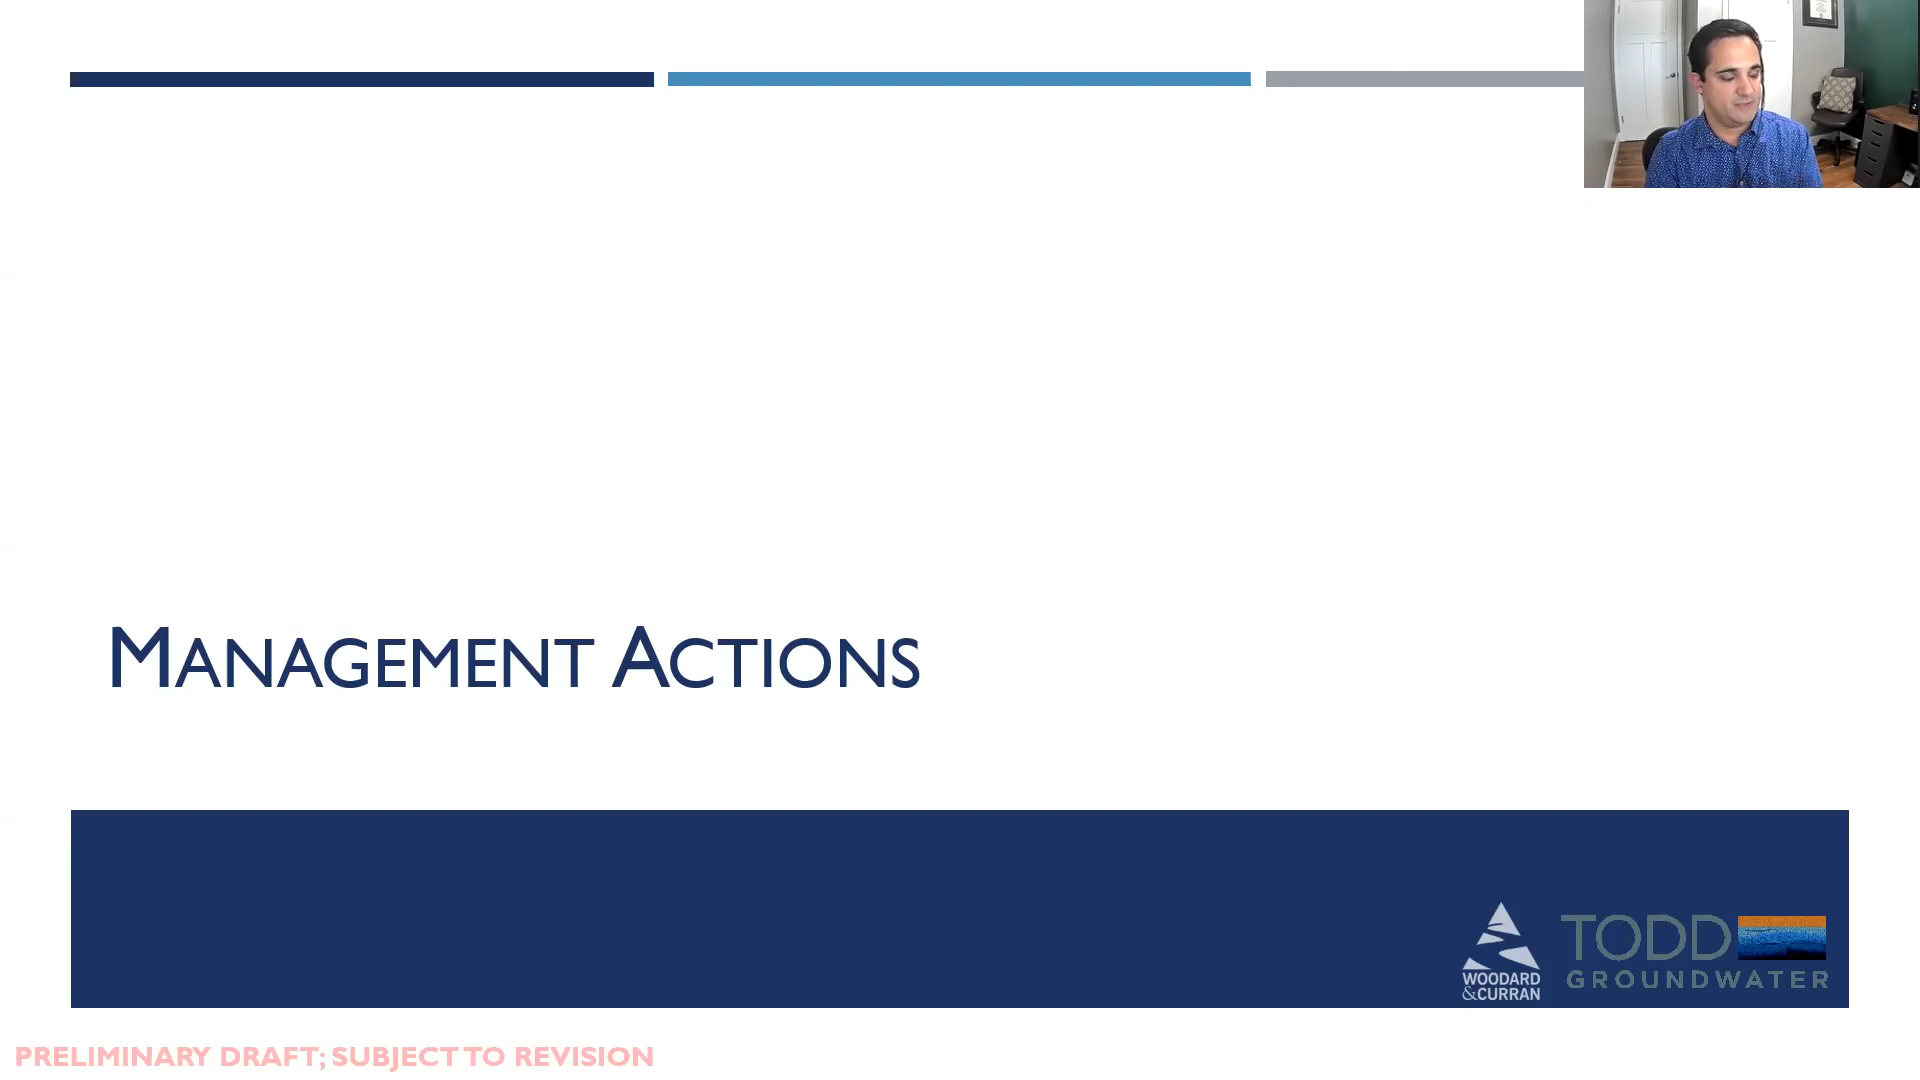 MANAGEMENT ACTIONS
WOODARD
&CURRAN
TODD
GROUNDWATER
PRELIMINARY DRAFT; SUBJECT TO REVISION